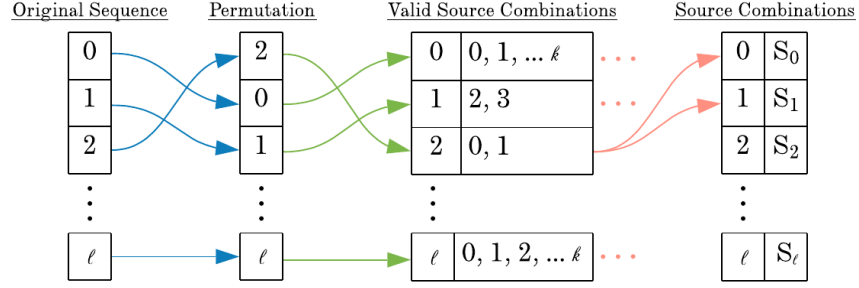 Original Sequence Permutation Valid Source Combinations Source Combinations
0 2 0 0, 1, ... k 0 S₀
1 0 1 2, 3 1 S₁
2 1 2 0, 1 2 S₂
ℓ ℓ ℓ 0, 1, 2, ... k ℓ Sℓ